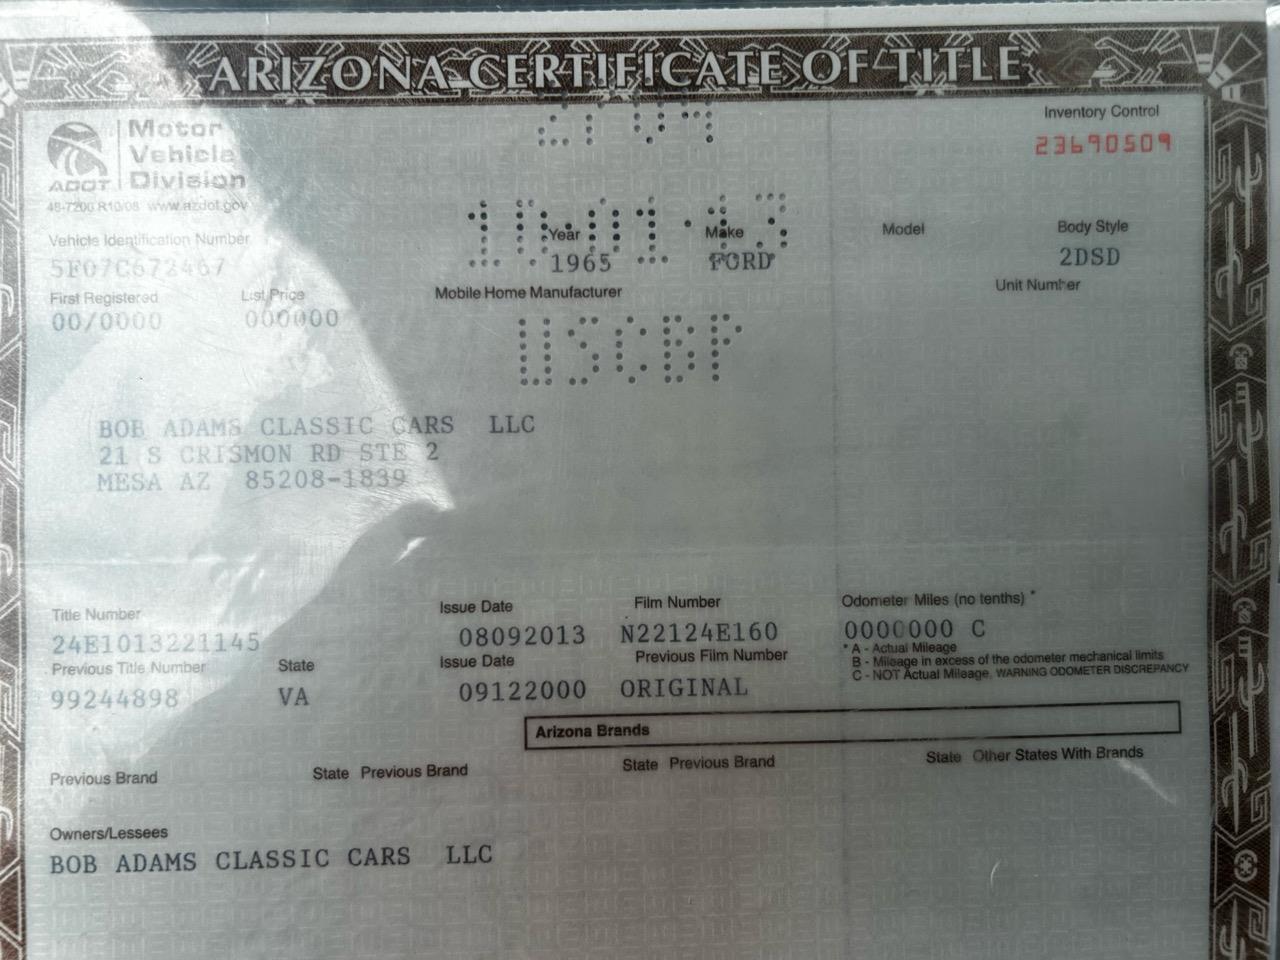 ARIZONA CERTIFICATE OF TITLE
Inventory Control
23690509
Motor
Vehicle
Division
ADOT
48-7200 R10/08 www.azdot.gov
10·01·13
Vehicle Identification Number Year Make Model Body Style
5F07C672467 1965 FORD 2DSD
First Registered List Price Mobile Home Manufacturer Unit Number
00/0000 000000
USCBP
BOB ADAMS CLASSIC CARS LLC
21 S CRISMON RD STE 2
MESA AZ 85208-1839
Title Number Issue Date Film Number Odometer Miles (no tenths) *
24E1013221145 08092013 N22124E160 0000000 C
* A - Actual Mileage
B - Mileage in excess of the odometer mechanical limits
C - NOT Actual Mileage, WARNING ODOMETER DISCREPANCY
Previous Title Number State Issue Date Previous Film Number
99244898 VA 09122000 ORIGINAL
Arizona Brands
Previous Brand State Previous Brand State Previous Brand State Other States With Brands
Owners/Lessees
BOB ADAMS CLASSIC CARS LLC